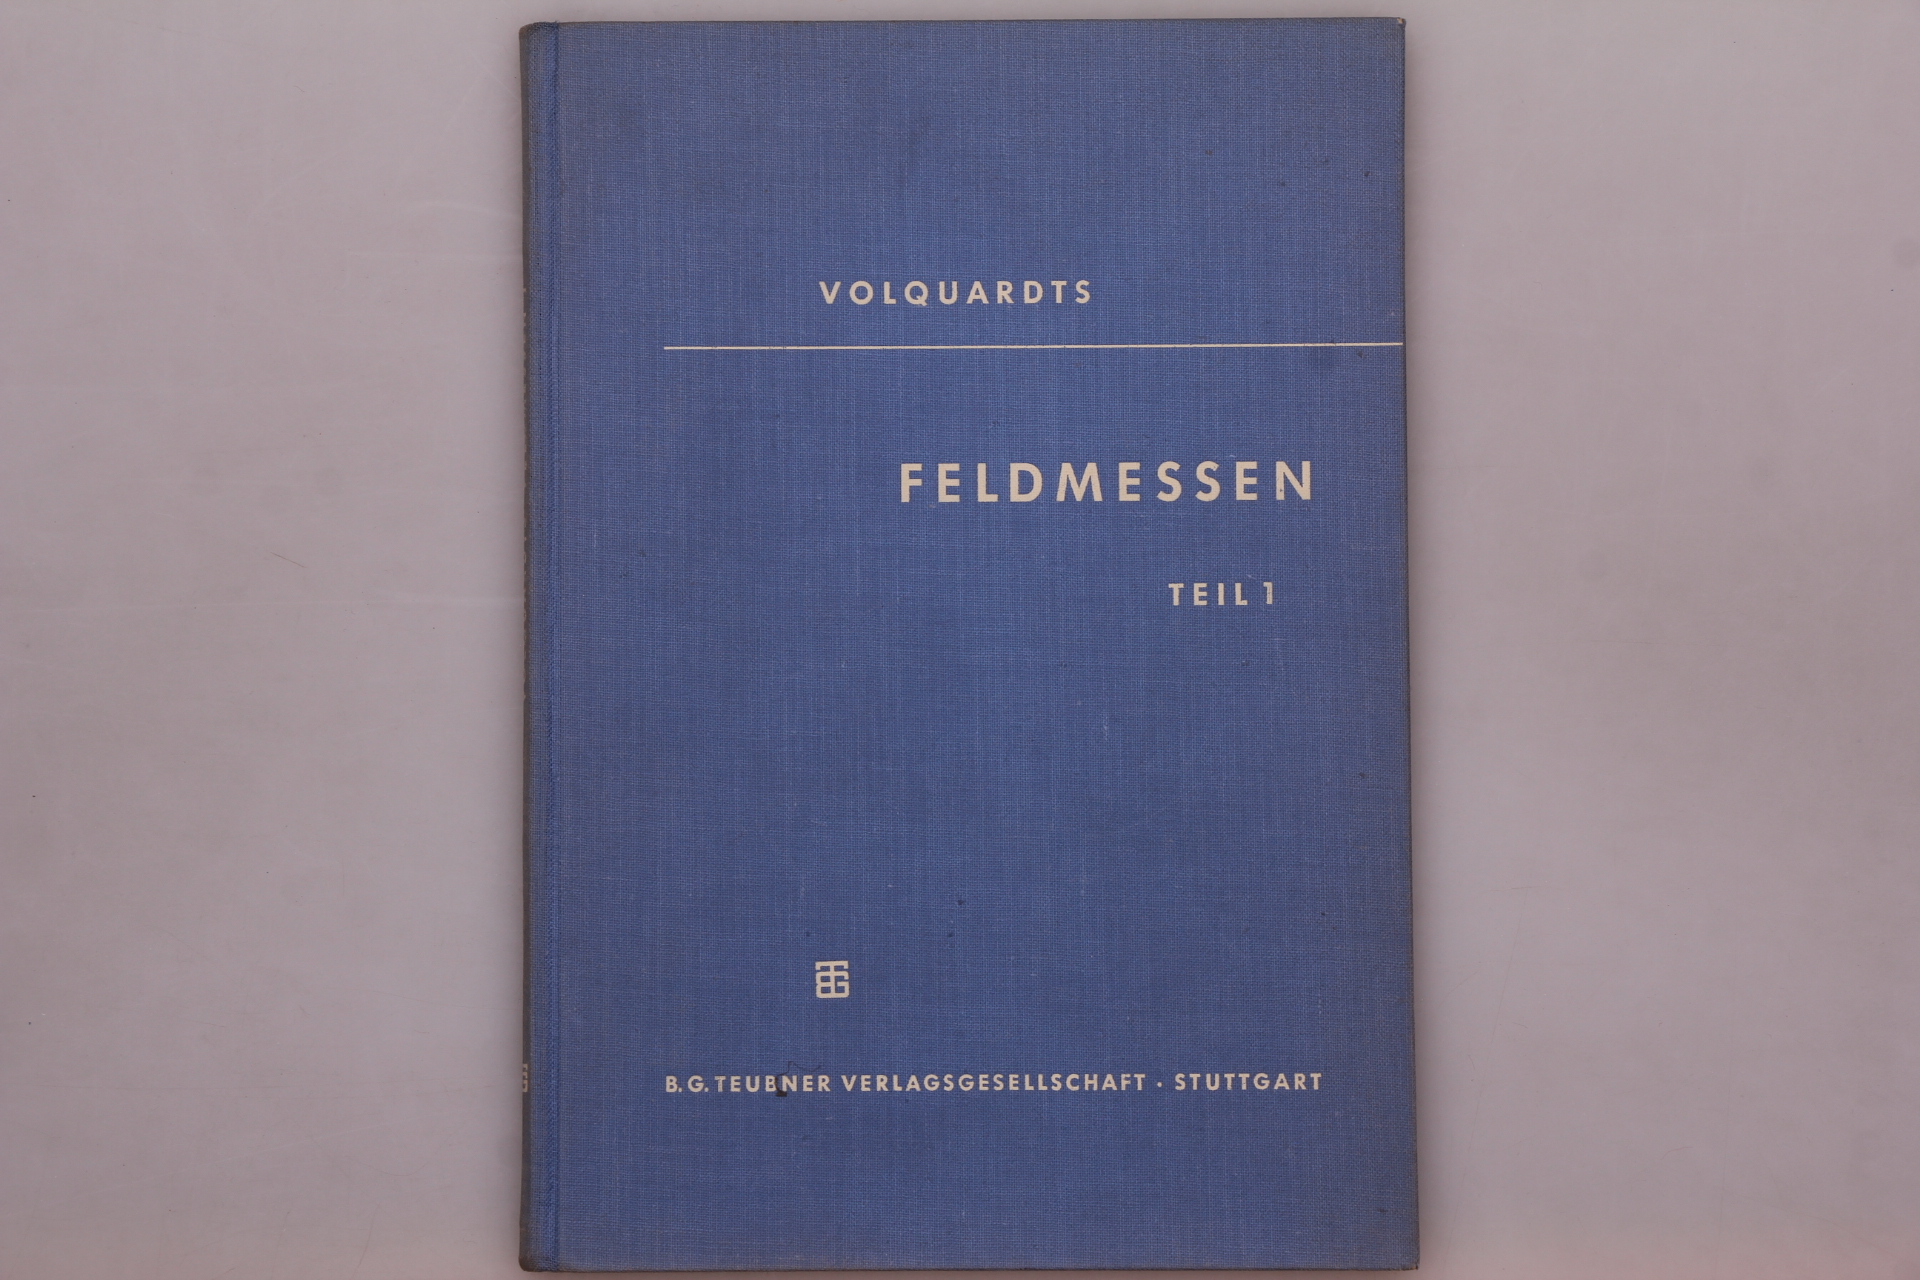 VOLQUARDTS
FELDMESSEN
TEIL 1
B.G. TEUBNER VERLAGSGESELLSCHAFT · STUTTGART